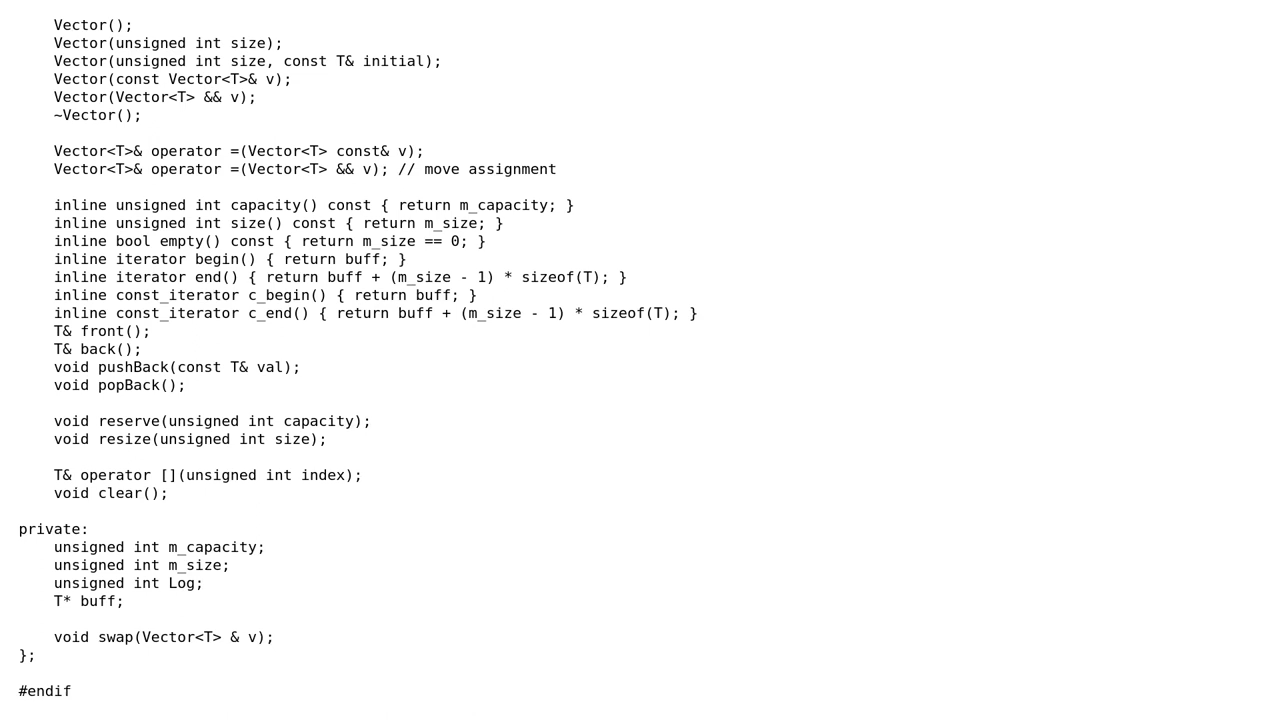 Vector();
Vector(unsigned int size);
Vector(unsigned int size, const T& initial);
Vector(const Vector<T>& v);
Vector(Vector<T> && v);
~Vector();
Vector<T>& operator =(Vector<T> const& v);
Vector<T>& operator =(Vector<T> && v); // move assignment
inline unsigned int capacity() const { return m_capacity; }
inline unsigned int size() const { return m_size; }
inline bool empty() const { return m_size == 0; }
inline iterator begin() { return buff; }
inline iterator end() { return buff + (m_size - 1) * sizeof(T); }
inline const_iterator c_begin() { return buff; }
inline const_iterator c_end() { return buff + (m_size - 1) * sizeof(T); }
T& front();
T& back();
void pushBack(const T& val);
void popBack();
void reserve(unsigned int capacity);
void resize(unsigned int size);
T& operator [](unsigned int index);
void clear();
private:
unsigned int m_capacity;
unsigned int m_size;
unsigned int Log;
T* buff;
void swap(Vector<T> & v);
};
#endif